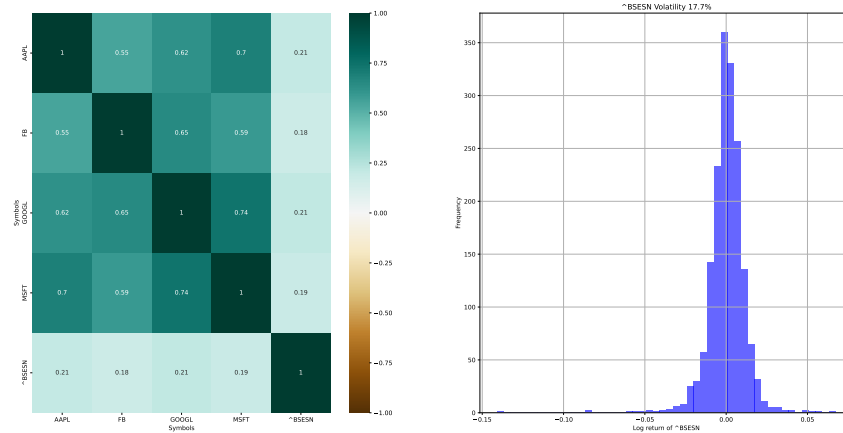 ^BSESN Volatility 17.7%
AAPL
FB
GOOGL
MSFT
^BSESN
Symbols
1 0.55 0.62 0.7 0.21
0.55 1 0.65 0.59 0.18
0.62 0.65 1 0.74 0.21
0.7 0.59 0.74 1 0.19
0.21 0.18 0.21 0.19 1
AAPL FB GOOGL MSFT ^BSESN
Symbols
1.00
0.75
0.50
0.25
0.00
−0.25
−0.50
−0.75
−1.00
Frequency
350
300
250
200
150
100
50
0
−0.15 −0.10 −0.05 0.00 0.05
Log return of ^BSESN